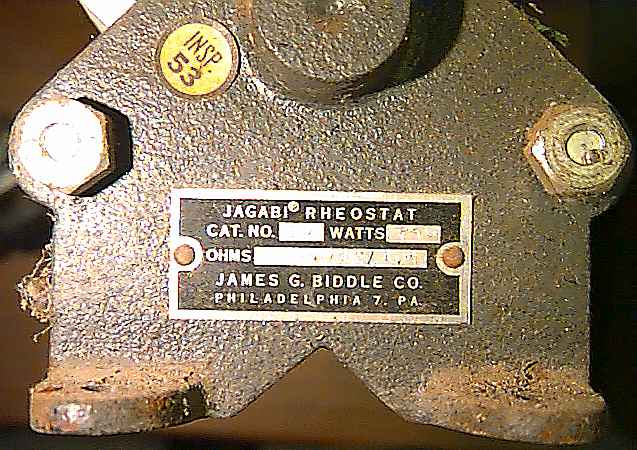 INSP.
53
JAGABI RHEOSTAT
CAT. NO. WATTS
OHMS
JAMES G. BIDDLE CO.
PHILADELPHIA 7, PA.